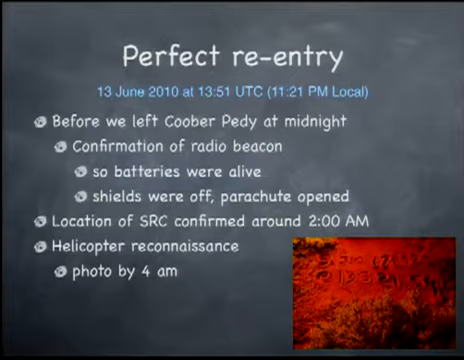 Perfect re-entry
13 June 2010 at 13:51 UTC (11:21 PM Local)
Before we left Coober Pedy at midnight
Confirmation of radio beacon
so batteries were alive
shields were off, parachute opened
Location of SRC confirmed around 2:00 AM
Helicopter reconnaissance
photo by 4 am